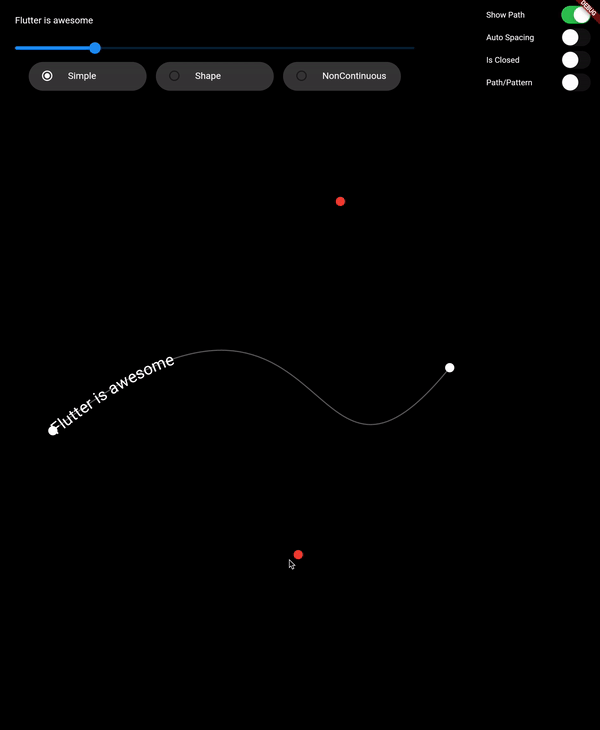 Flutter is awesome
Show Path
DEBUG
Auto Spacing
Is Closed
Path/Pattern
Simple
Shape
NonContinuous
Flutter is awesome